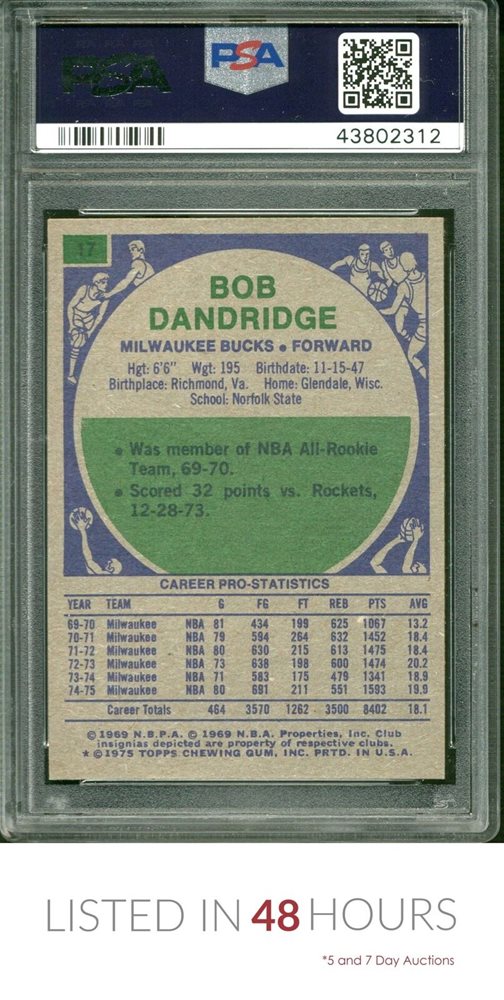 PSA
PSA
43802312
17
BOB
DANDRIDGE
MILWAUKEE BUCKS • FORWARD
Hgt: 6'6" Wgt: 195 Birthdate: 11-15-47
Birthplace: Richmond, Va. Home: Glendale, Wisc.
School: Norfolk State
• Was member of NBA All-Rookie
Team, 69-70.
• Scored 32 points vs. Rockets,
12-28-73.
CAREER PRO-STATISTICS
YEAR TEAM G FG FT REB PTS AVG
69-70 Milwaukee NBA 81 434 199 625 1067 13.2
70-71 Milwaukee NBA 79 594 264 632 1452 18.4
71-72 Milwaukee NBA 80 630 215 613 1475 18.4
72-73 Milwaukee NBA 73 638 198 600 1474 20.2
73-74 Milwaukee NBA 71 583 175 479 1341 18.9
74-75 Milwaukee NBA 80 691 211 551 1593 19.9
Career Totals 464 3570 1262 3500 8402 18.1
© 1969 N.B.P.A. © 1969 N.B.A. Properties, Inc. Club
insignias depicted are property of respective clubs.
* © 1975 TOPPS CHEWING GUM, INC. PRTD. IN U.S.A.
LISTED IN 48 HOURS
*5 and 7 Day Auctions